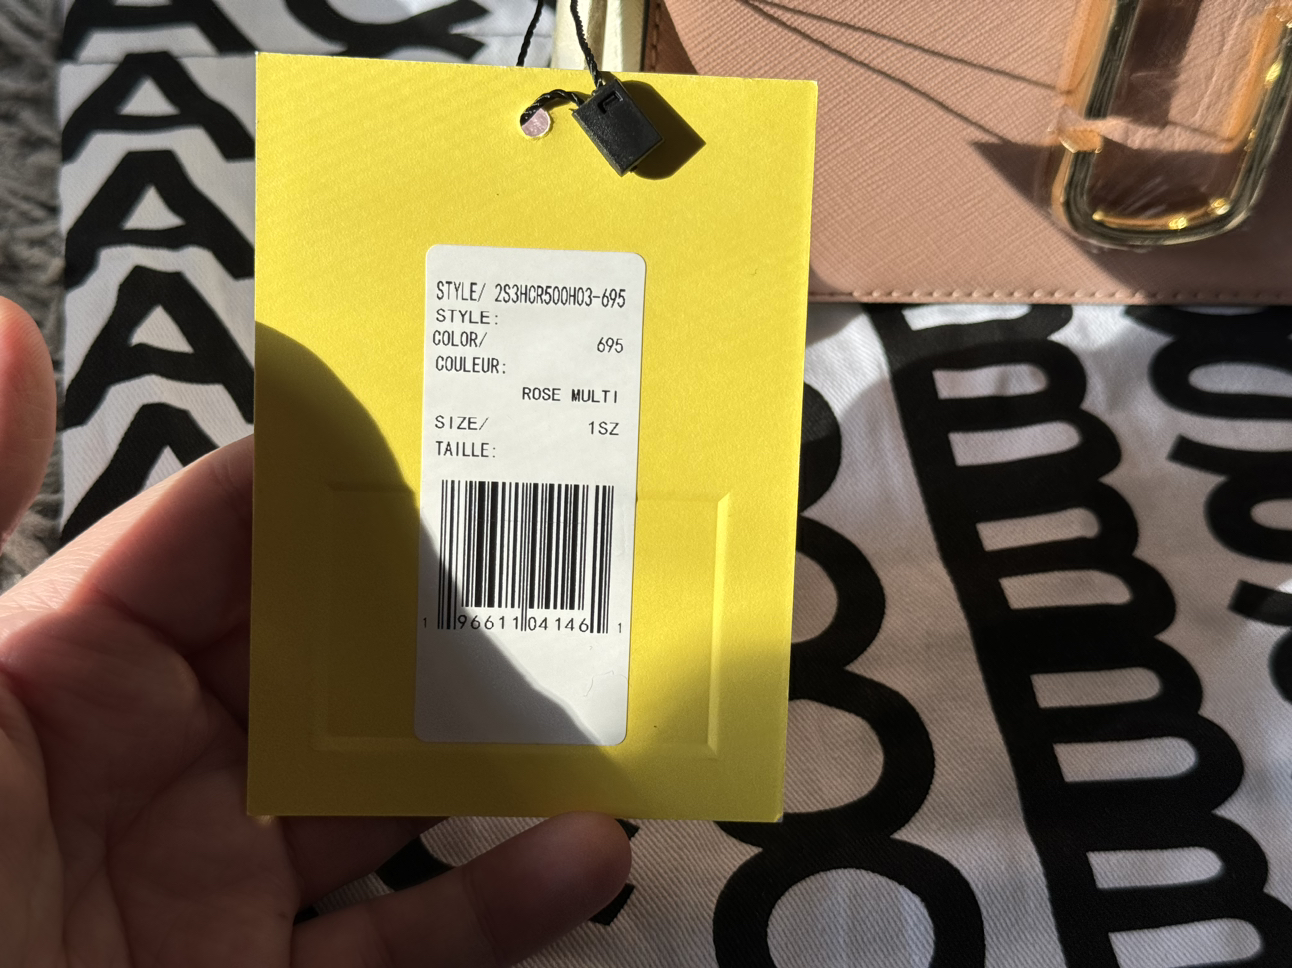 STYLE/ 2S3HCR500H03-695
STYLE:
COLOR/ 695
COULEUR:
ROSE MULTI
SIZE/ 1SZ
TAILLE:
1 96611 04146 1